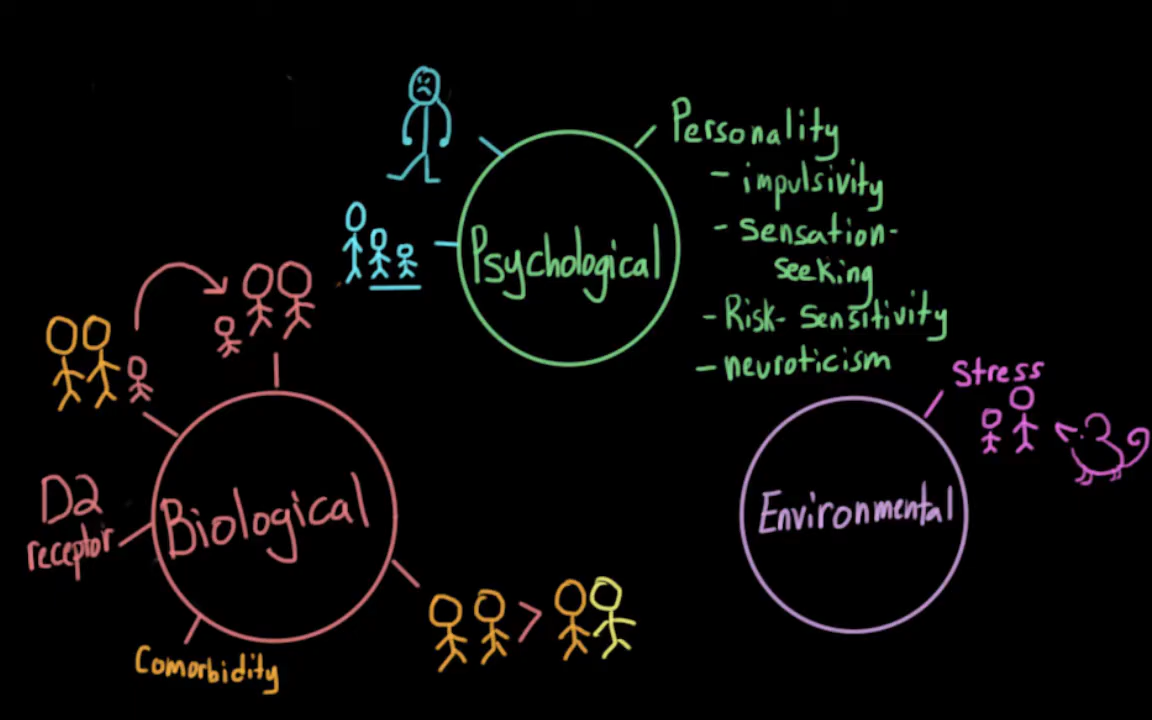 Personality
- impulsivity
- Sensation-
Seeking
- Risk- Sensitivity
- neuroticism
Psychological
Stress
Environmental
D2
receptor
Biological
Comorbidity
>